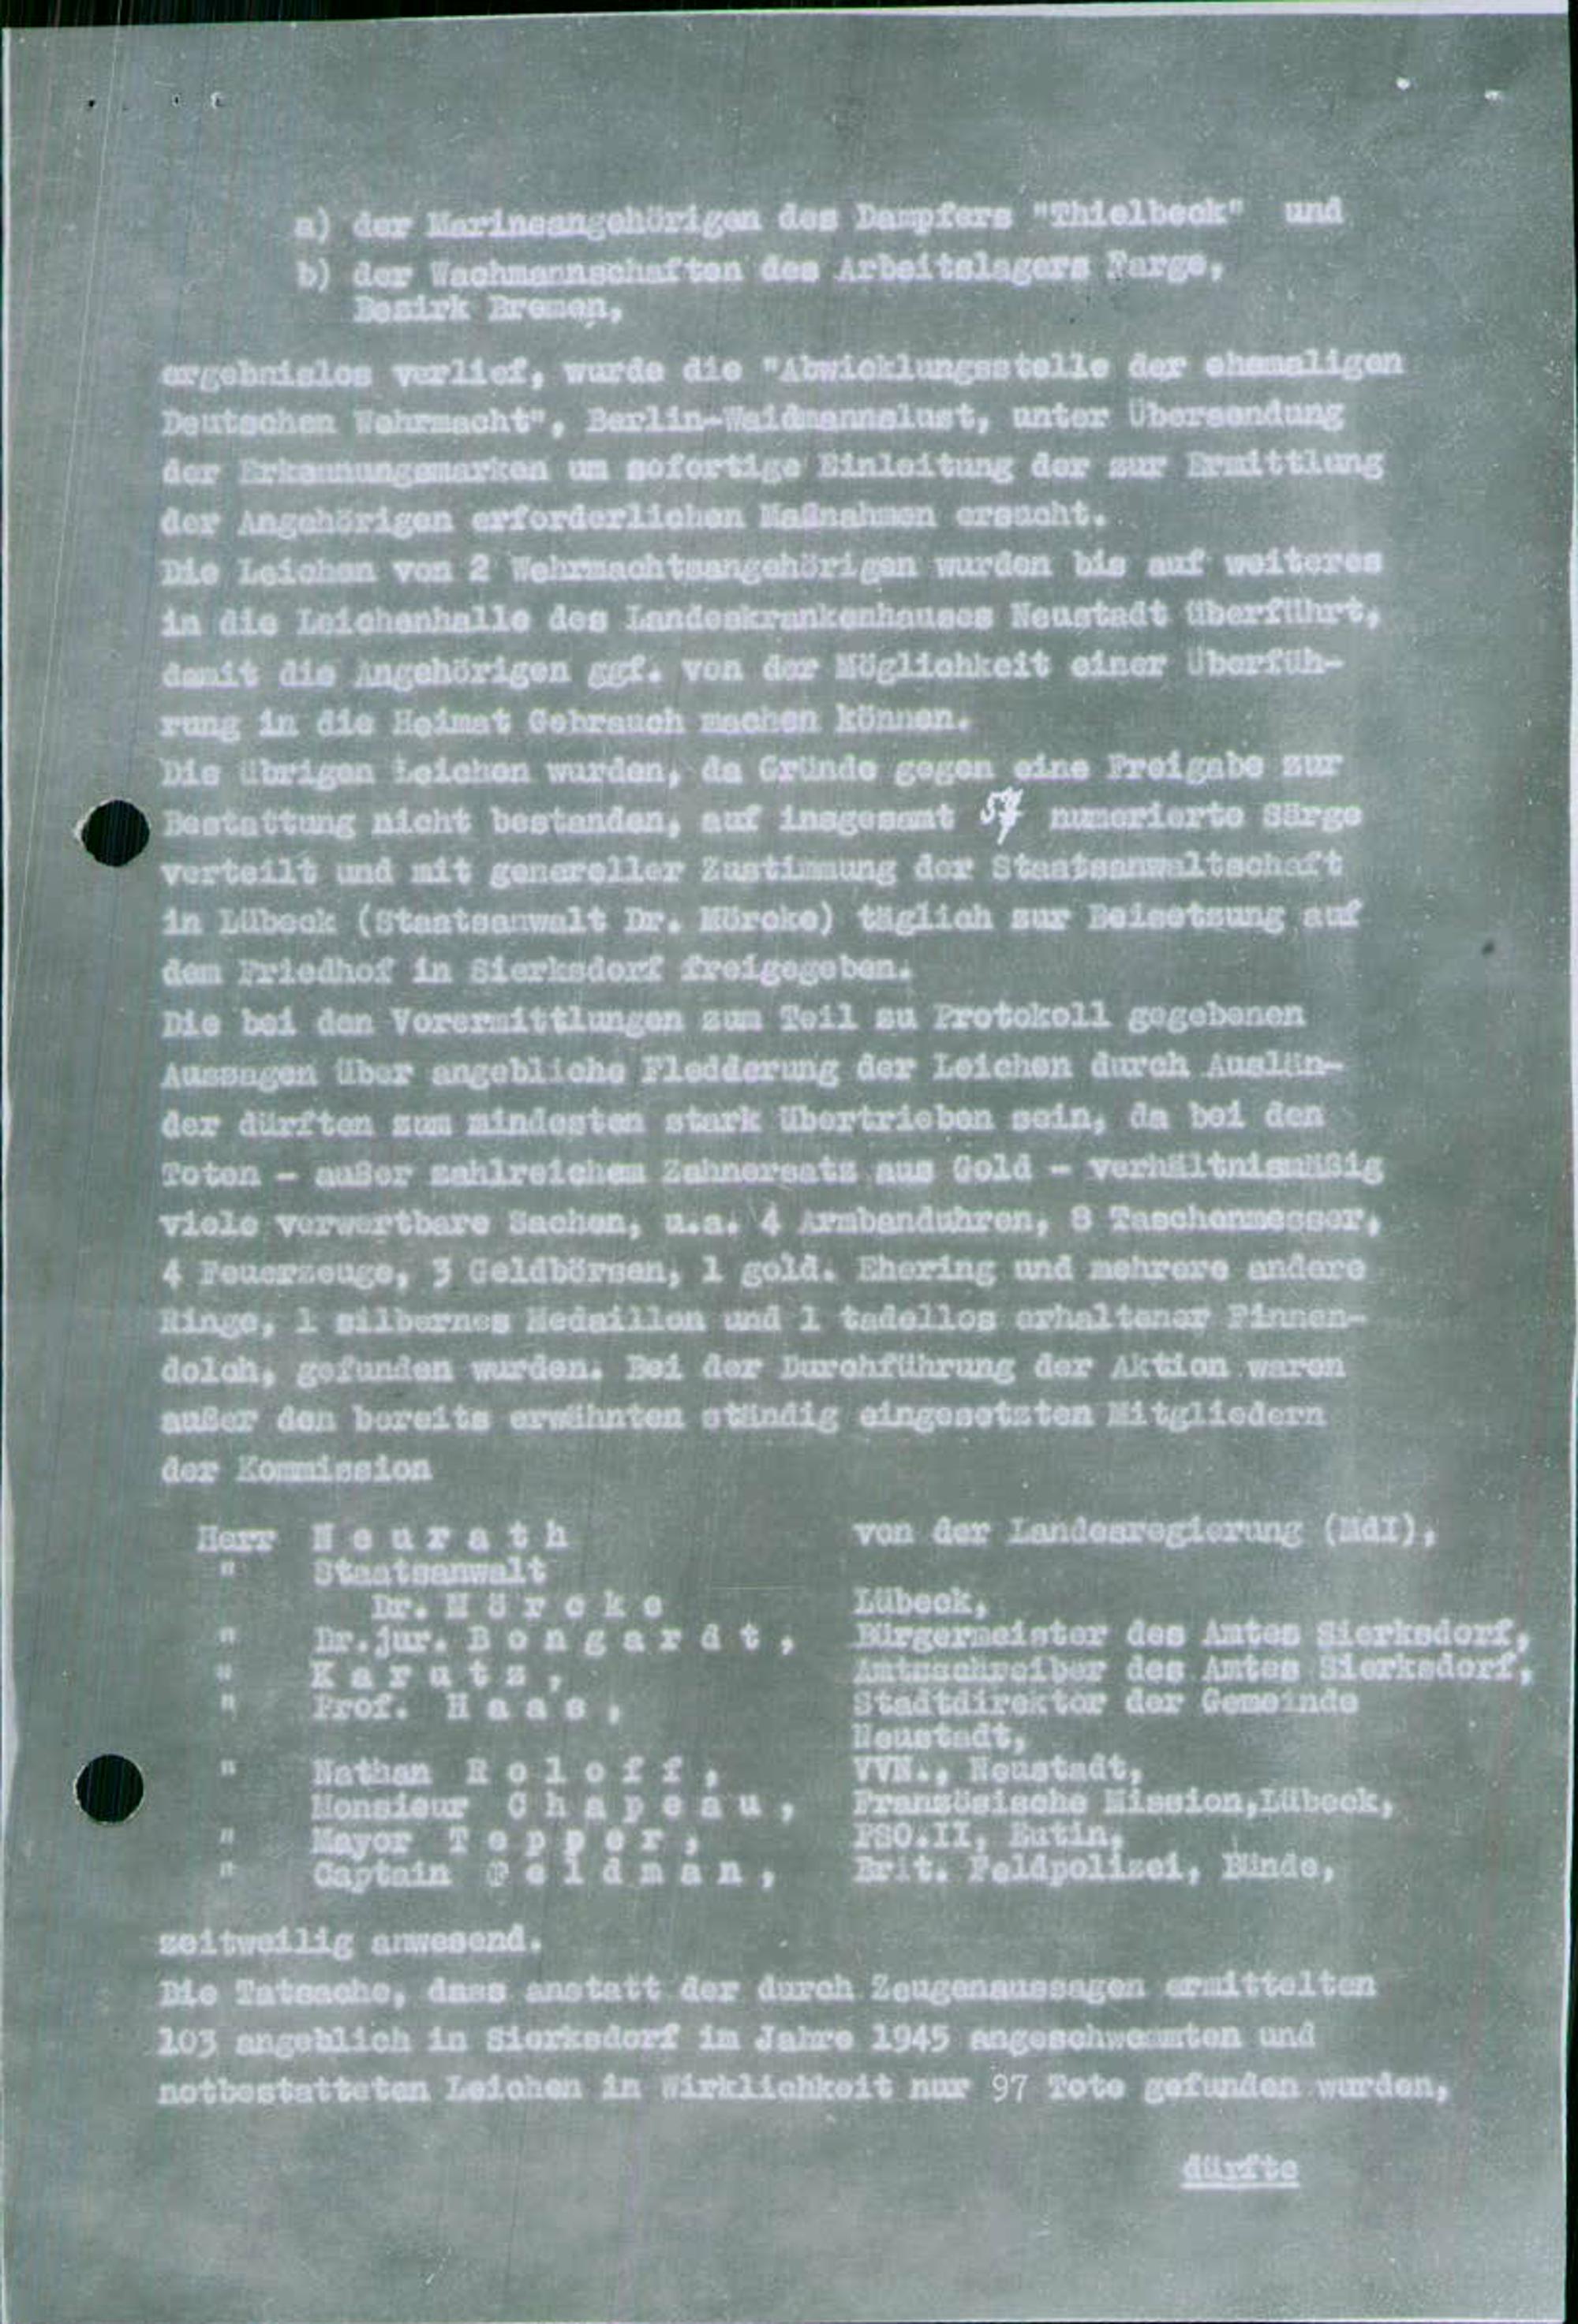 a) der Marineangehörigen des Dampfers "Thielbeck" und
b) der Wachmannschaften des Arbeitslagers Farge,
Bezirk Bremen,
ergebnislos verlief, wurde die "Abwicklungsstelle der ehemaligen
Deutschen Wehrmacht", Berlin-Waidmannslust, unter Übersendung
der Erkennungsmarken um sofortige Einleitung der zur Ermittlung
der Angehörigen erforderlichen Maßnahmen ersucht.
Die Leichen von 2 Wehrmachtsangehörigen wurden bis auf weiteres
in die Leichenhalle des Landeskrankenhauses Neustadt überführt,
damit die Angehörigen ggf. von der Möglichkeit einer Überfüh-
rung in die Heimat Gebrauch machen können.
Die übrigen Leichen wurden, da Gründe gegen eine Freigabe zur
Bestattung nicht bestanden, auf insgesamt numerierte Särge
verteilt und mit genereller Zustimmung der Staatsanwaltschaft
in Lübeck (Staatsanwalt Dr. Mörcke) täglich zur Beisetzung auf
dem Friedhof in Sierksdorf freigegeben.
Die bei den Vorermittlungen zum Teil zu Protokoll gegebenen
Aussagen über angebliche Fledderung der Leichen durch Auslän-
der dürften zum mindesten stark übertrieben sein, da bei den
Toten - außer zahlreichem Zahnersatz aus Gold - verhältnismäßig
viele verwertbare Sachen, u.a. 4 Armbanduhren, 8 Taschenmesser,
4 Feuerzeuge, 3 Geldbörsen, 1 gold. Ehering und mehrere andere
Ringe, 1 silbernes Medaillon und 1 tadellos erhaltener Finnen-
dolch, gefunden wurden. Bei der Durchführung der Aktion waren
außer den bereits erwähnten ständig eingesetzten Mitgliedern
der Kommission
Herr N e u r a t h von der Landesregierung (MdI),
" Staatsanwalt
Dr. M ö r c k e Lübeck,
" Dr.jur. B o n g a r d t , Bürgermeister des Amtes Sierksdorf,
" K a r u t z , Amtsschreiber des Amtes Sierksdorf,
" Prof. H a a s , Stadtdirektor der Gemeinde
Neustadt,
" Nathan R o l o f f , VVN., Neustadt,
Monsieur C h a p e a u , Französische Mission,Lübeck,
" Mayor T e p p e r , PSO.II, Eutin,
" Captain F e l d m a n , Brit. Feldpolizei, Bünde,
zeitweilig anwesend.
Die Tatsache, dass anstatt der durch Zeugenaussagen ermittelten
103 angeblich in Sierksdorf im Jahre 1945 angeschwemmten und
notbestatteten Leichen in Wirklichkeit nur 97 Tote gefunden wurden,
dürfte